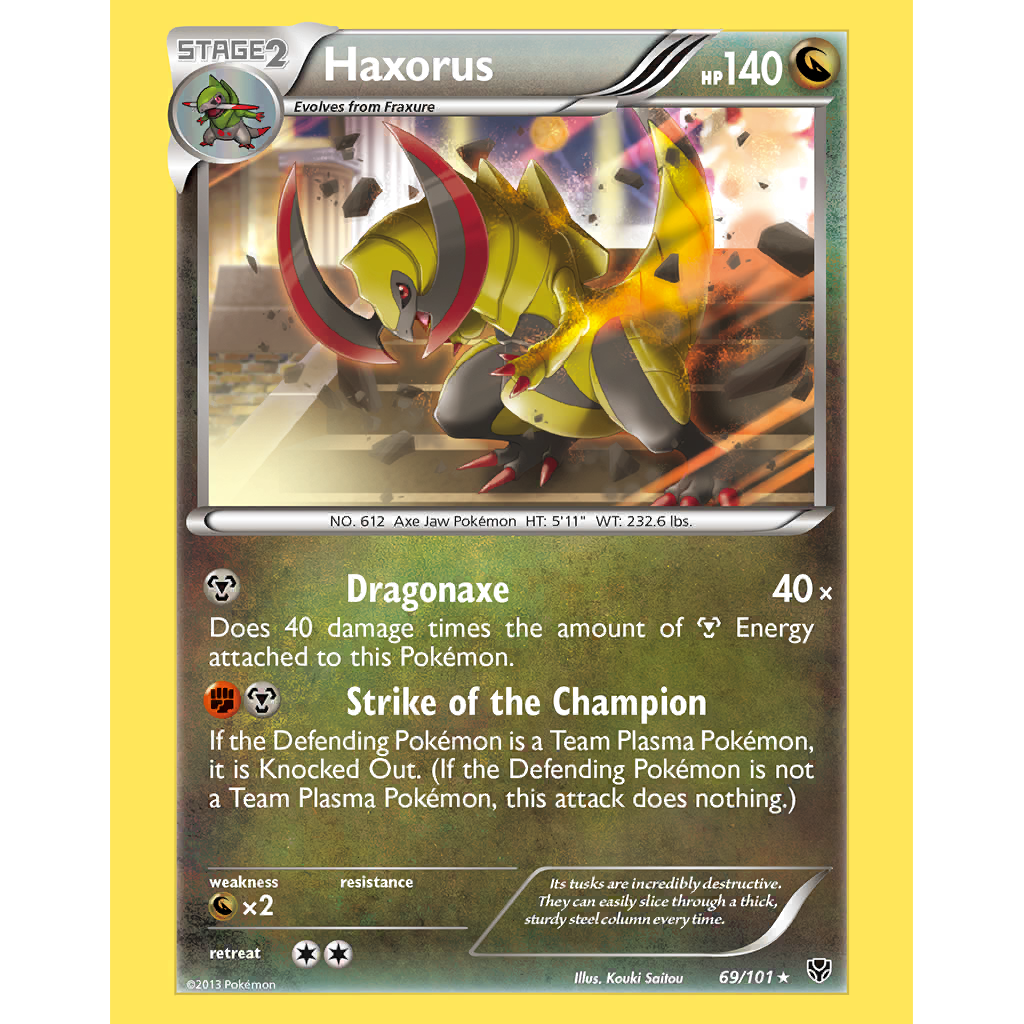 STAGE2
Haxorus
HP140
Evolves from Fraxure
NO. 612 Axe Jaw Pokémon HT: 5'11" WT: 232.6 lbs.
Dragonaxe 40×
Does 40 damage times the amount of Energy
attached to this Pokémon.
Strike of the Champion
If the Defending Pokémon is a Team Plasma Pokémon,
it is Knocked Out. (If the Defending Pokémon is not
a Team Plasma Pokémon, this attack does nothing.)
weakness resistance
×2
retreat
Its tusks are incredibly destructive.
They can easily slice through a thick,
sturdy steel column every time.
Illus. Kouki Saitou 69/101 ★
©2013 Pokémon